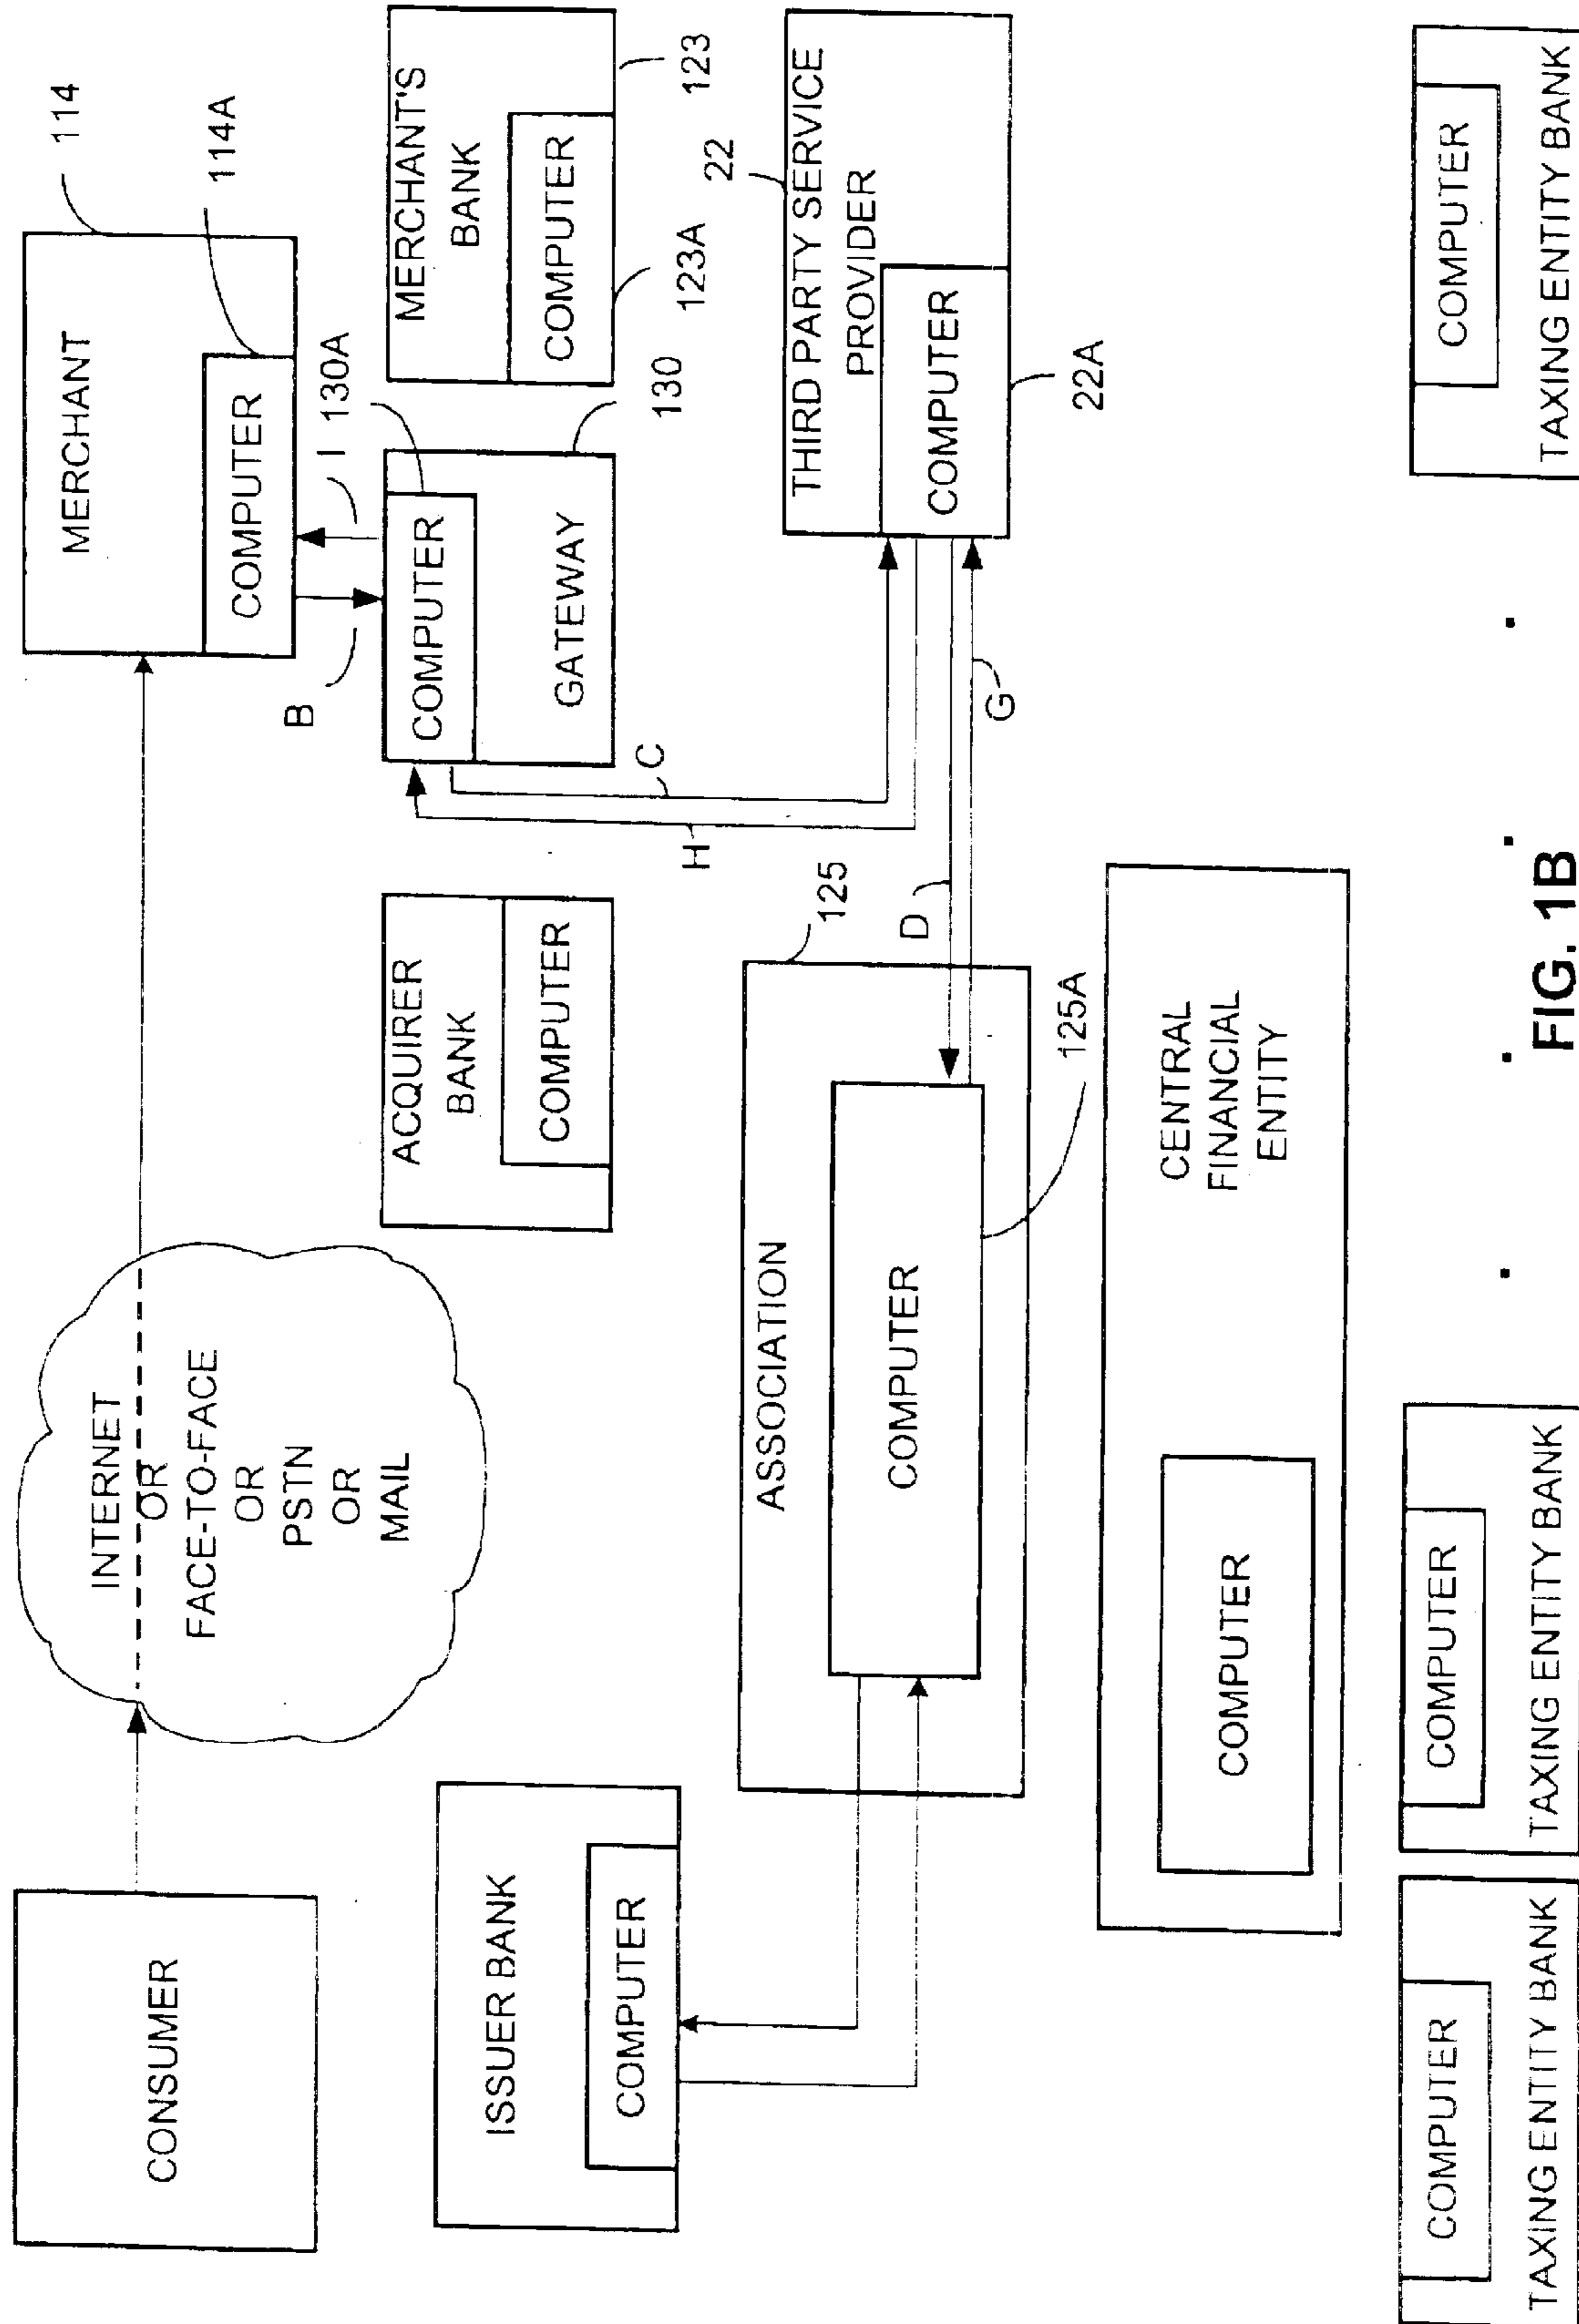 CONSUMER
INTERNET
OR
FACE-TO-FACE
OR
PSTN
OR
MAIL
MERCHANT
COMPUTER
114
114A
B
I
130A
COMPUTER
GATEWAY
130
MERCHANT'S
BANK
COMPUTER
123
123A
ACQUIRER
BANK
COMPUTER
ISSUER BANK
COMPUTER
H
C
ASSOCIATION
COMPUTER
125
125A
D
G
THIRD PARTY SERVICE
PROVIDER
COMPUTER
22
22A
CENTRAL
FINANCIAL
ENTITY
COMPUTER
COMPUTER
TAXING ENTITY BANK
COMPUTER
TAXING ENTITY BANK
COMPUTER
TAXING ENTITY BANK
FIG. 1B